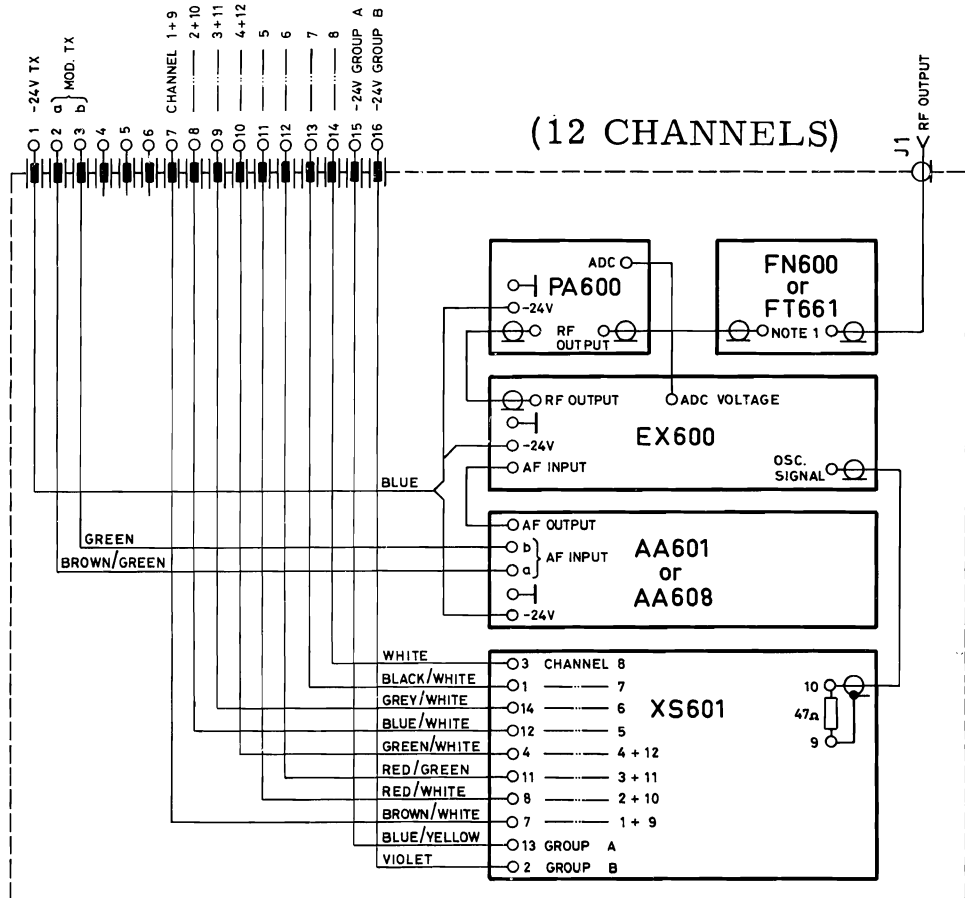 -24V TX
a } MOD. TX
b
CHANNEL 1+9
—··— 2+10
—··— 3+11
—··— 4+12
—··— 5
—··— 6
—··— 7
—··— 8
-24V GROUP A
-24V GROUP B
1 2 3 4 5 6 7 8 9 10 11 12 13 14 15 16
(12 CHANNELS)
J1
RF OUTPUT
ADC
PA600
-24V
RF OUTPUT
FN600
or
FT661
NOTE 1
RF OUTPUT
ADC VOLTAGE
EX600
-24V
AF INPUT
OSC.
SIGNAL
BLUE
AF OUTPUT
b } AF INPUT
a
AA601
or
AA608
-24V
GREEN
BROWN/GREEN
WHITE 3 CHANNEL 8
BLACK/WHITE 1 —··— 7
GREY/WHITE 14 —··— 6
BLUE/WHITE 12 —··— 5
GREEN/WHITE 4 —··— 4 + 12
RED/GREEN 11 —··— 3 + 11
RED/WHITE 8 —··— 2 + 10
BROWN/WHITE 7 —··— 1 + 9
BLUE/YELLOW 13 GROUP A
VIOLET 2 GROUP B
XS601
10
47Ω
9